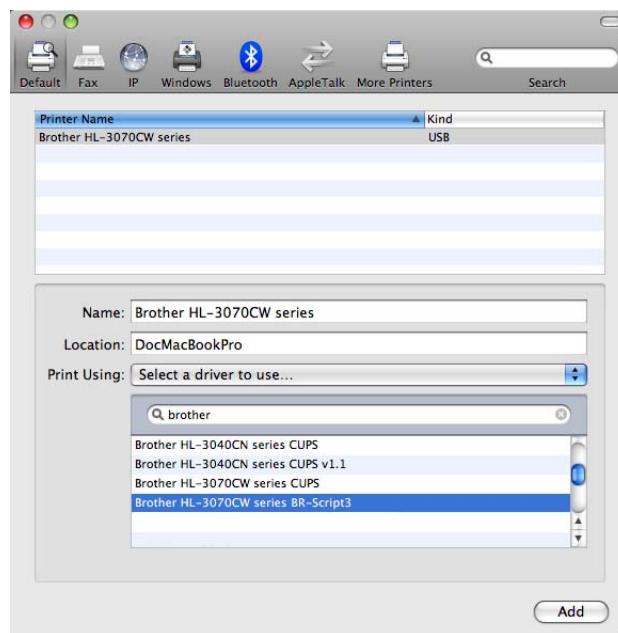 Default Fax IP Windows Bluetooth AppleTalk More Printers Search
Printer Name Kind
Brother HL-3070CW series USB
Name: Brother HL-3070CW series
Location: DocMacBookPro
Print Using: Select a driver to use...
brother
Brother HL-3040CN series CUPS
Brother HL-3040CN series CUPS v1.1
Brother HL-3070CW series CUPS
Brother HL-3070CW series BR-Script3
Add